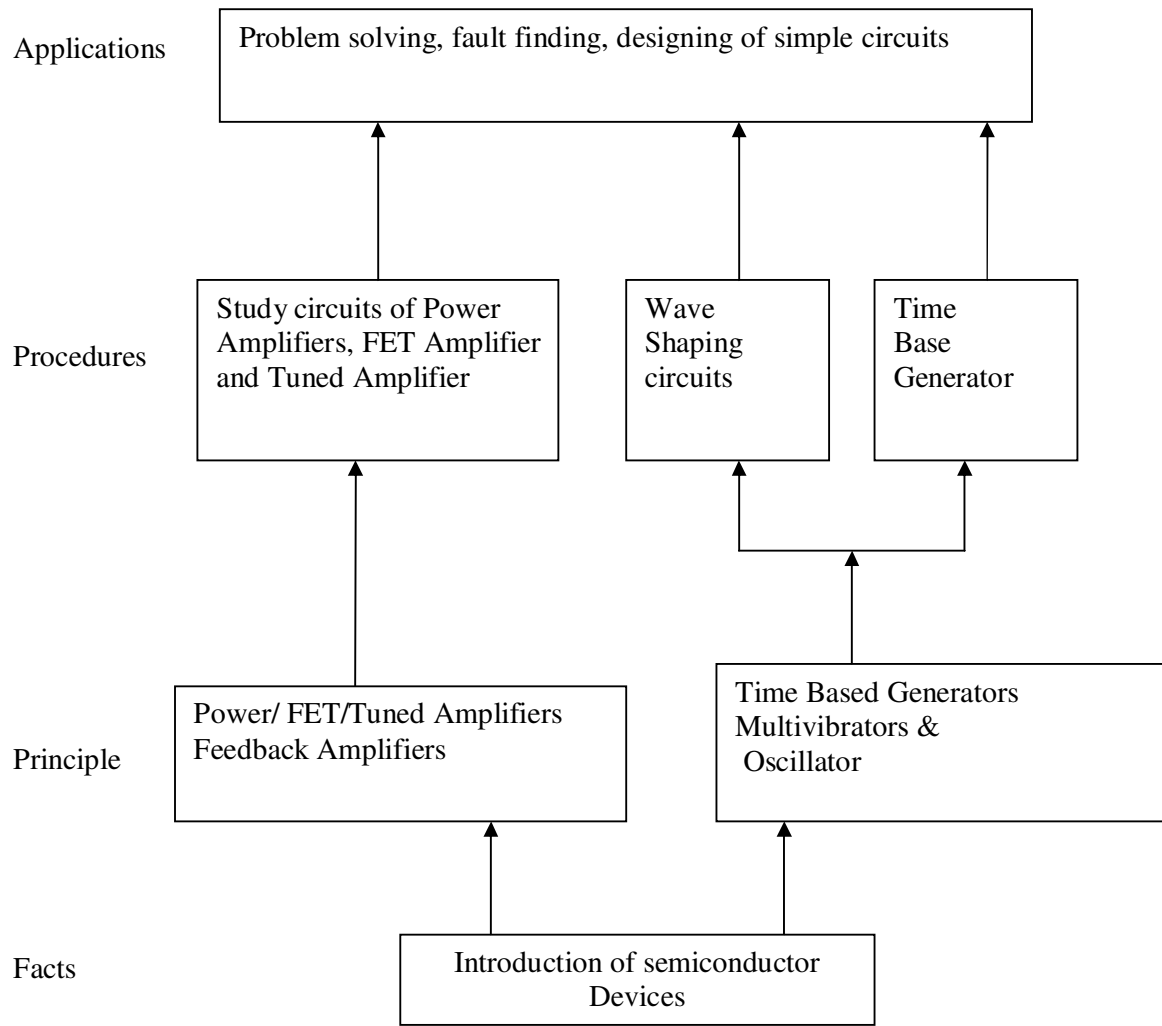 Applications
Problem solving, fault finding, designing of simple circuits
Procedures
Study circuits of Power
Amplifiers, FET Amplifier
and Tuned Amplifier
Wave
Shaping
circuits
Time
Base
Generator
Principle
Power/ FET/Tuned Amplifiers
Feedback Amplifiers
Time Based Generators
Multivibrators &
Oscillator
Facts
Introduction of semiconductor
Devices